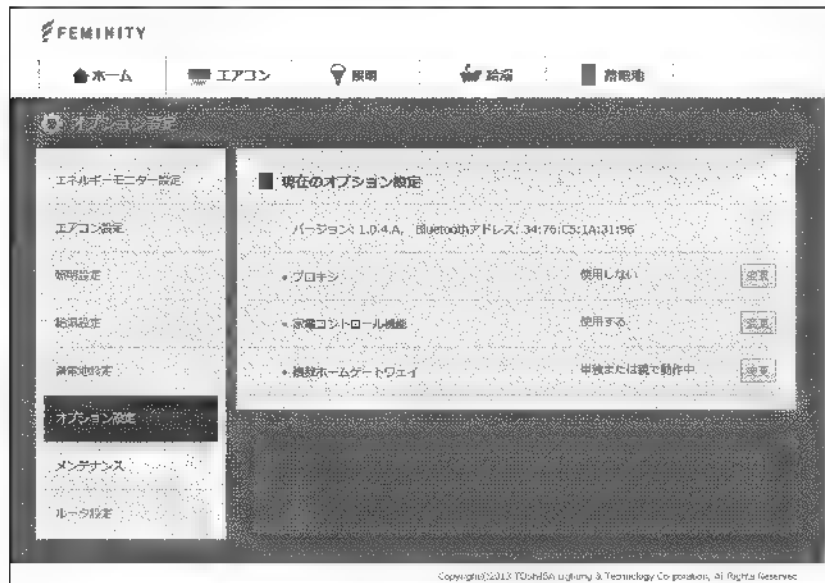 FEMINITY
ホーム エアコン 照明 給湯 蓄電池
オプション設定
エネルギーモニター設定
エアコン設定
照明設定
給湯設定
蓄電池設定
オプション設定
メンテナンス
ルータ設定
現在のオプション設定
バージョン: 1.0.4.A, Bluetoothアドレス: 34:76:C5:1A:31:96
• プロキシ 使用しない 変更
• 家電コントロール機能 使用する 変更
• 複数ホームゲートウェイ 単独または親で動作中 変更
Copyright(C)2013 TOSHIBA Lighting & Technology Corporation, All Rights Reserved.